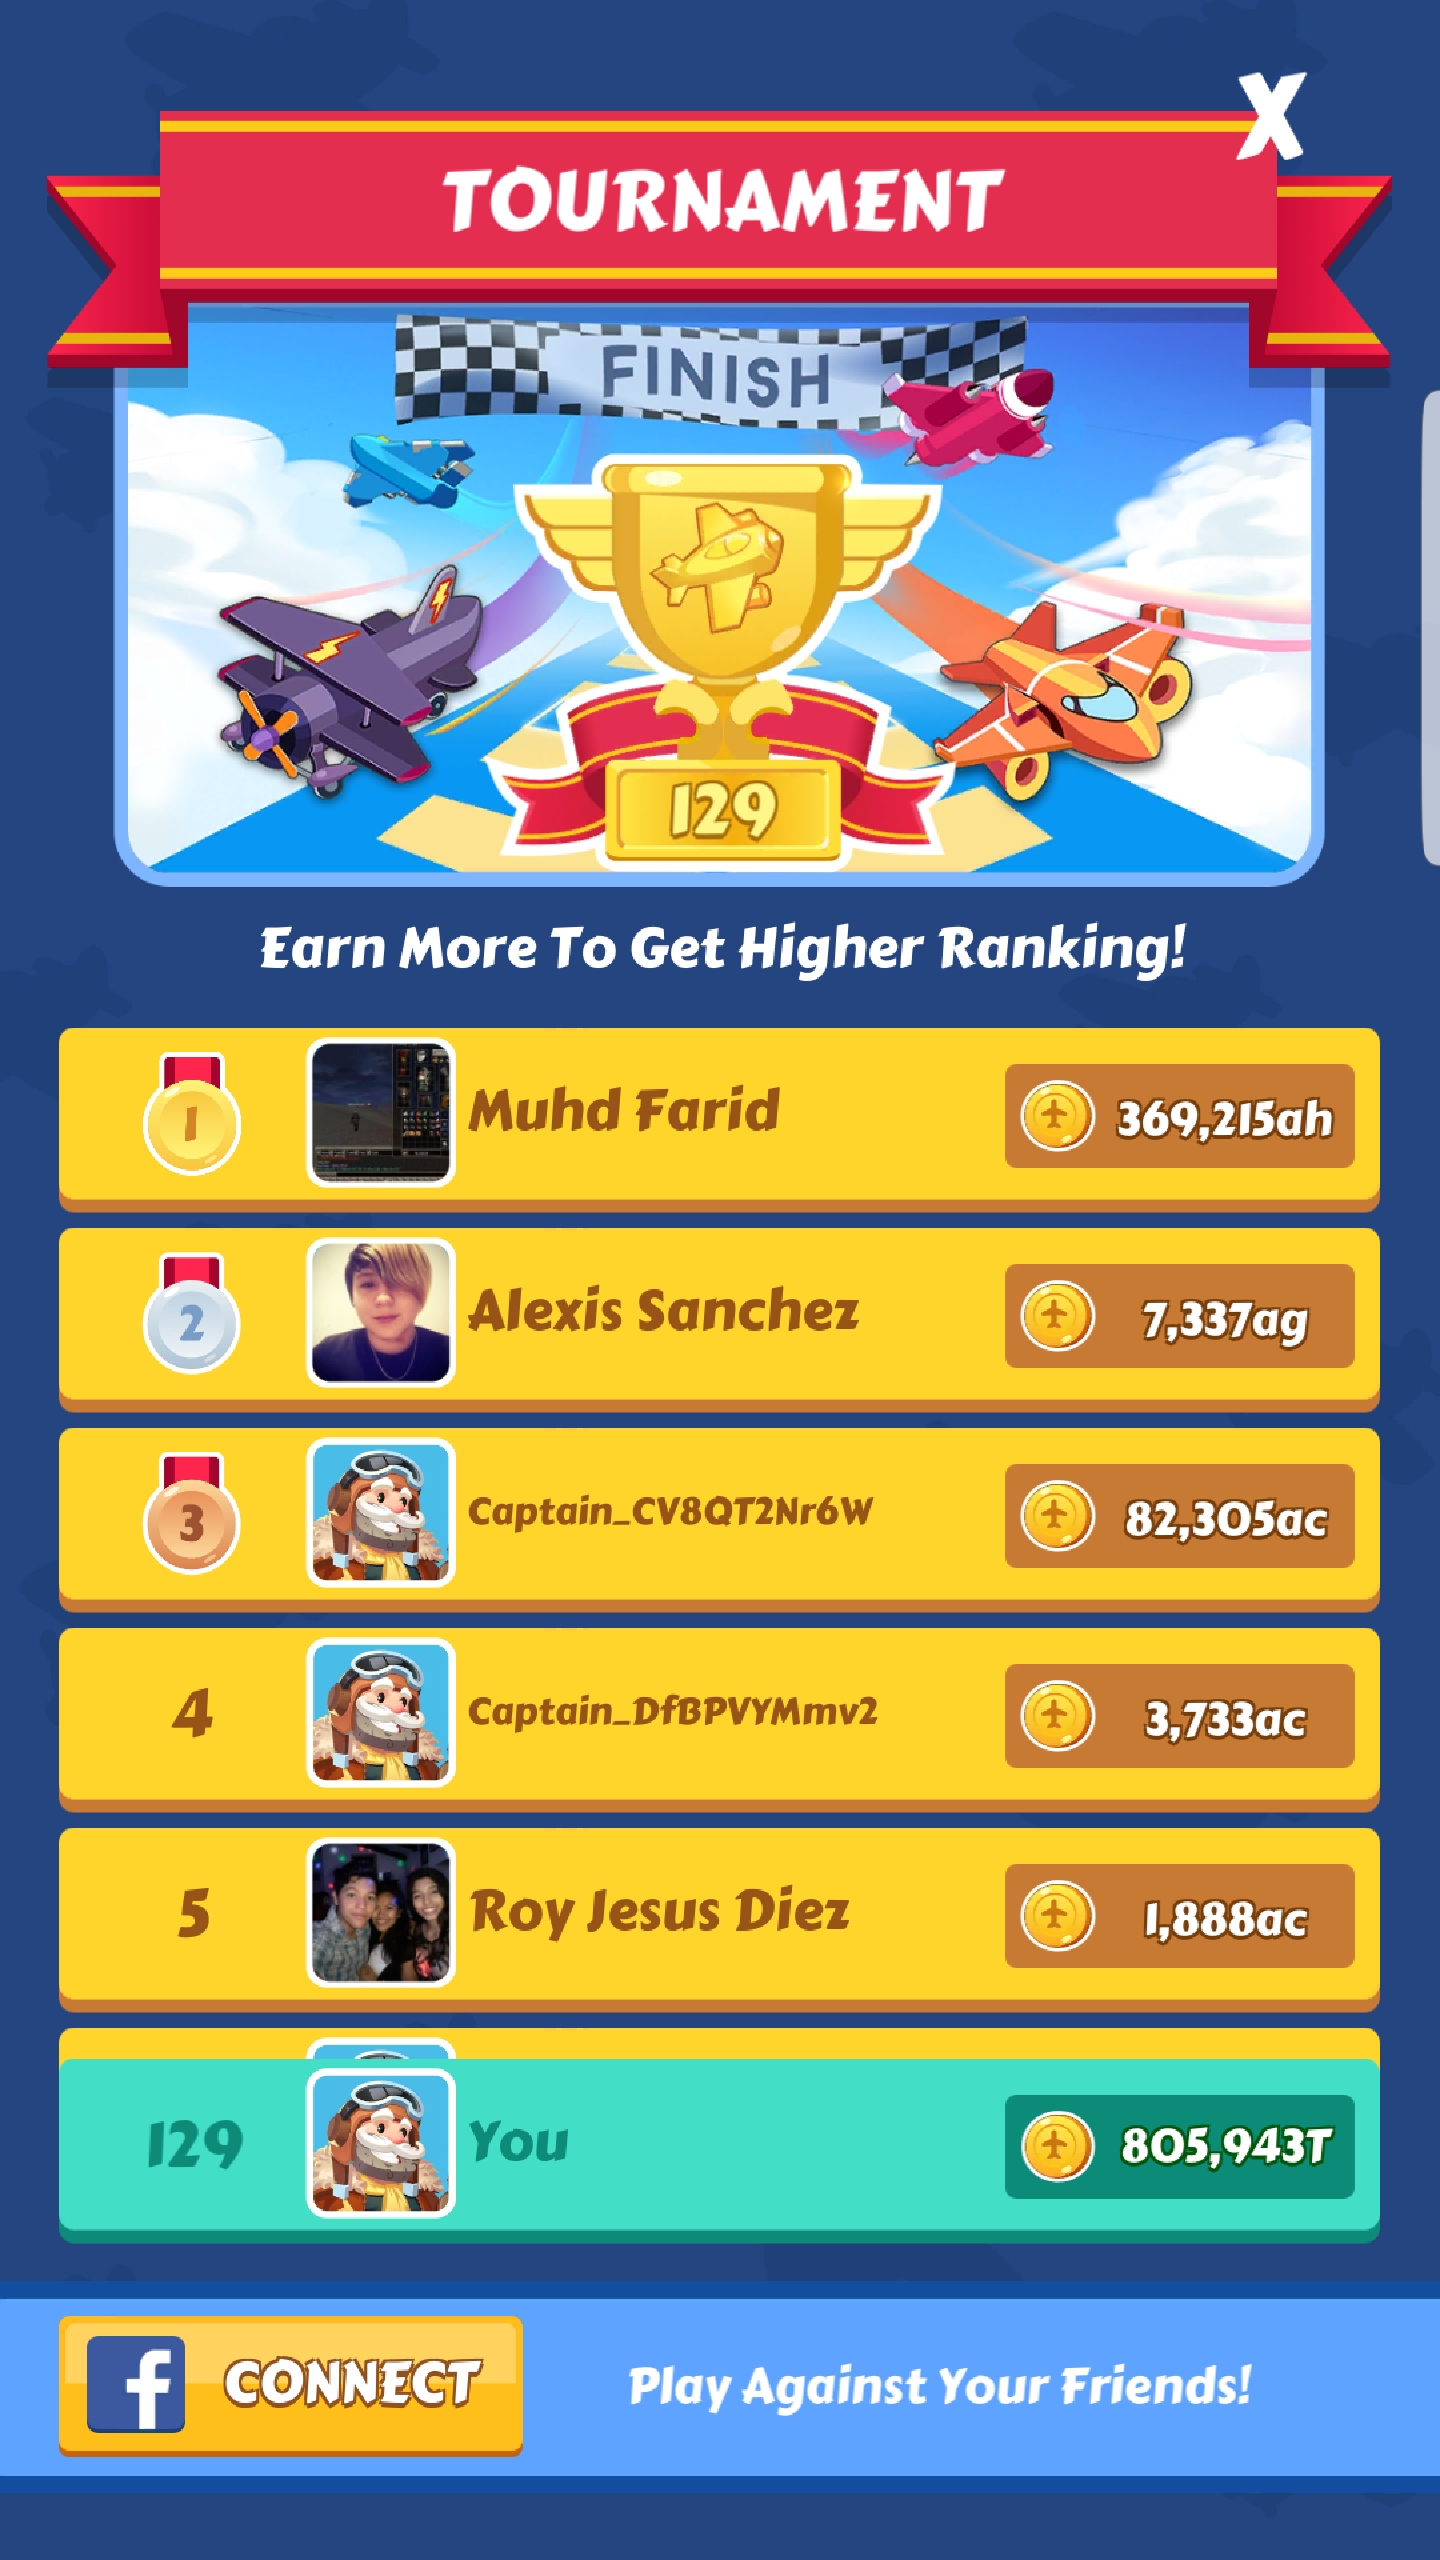 X
TOURNAMENT
FINISH
129
Earn More To Get Higher Ranking!
1 Muhd Farid 369,215ah
2 Alexis Sanchez 7,337ag
3 Captain_CV8QT2Nr6W 82,305ac
4 Captain_DfBPVYMmv2 3,733ac
5 Roy Jesus Diez 1,888ac
129 You 805,943T
f CONNECT Play Against Your Friends!